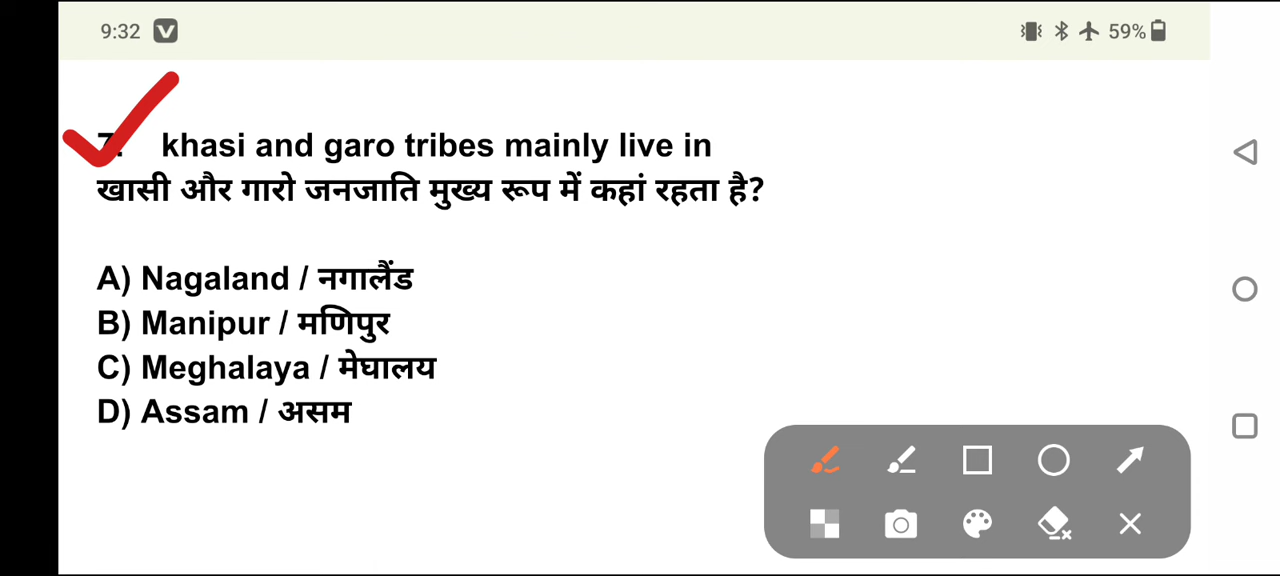 9:32 59%
7. khasi and garo tribes mainly live in
खासी और गारो जनजाति मुख्य रूप में कहां रहता है?
A) Nagaland / नगालैंड
B) Manipur / मणिपुर
C) Meghalaya / मेघालय
D) Assam / असम